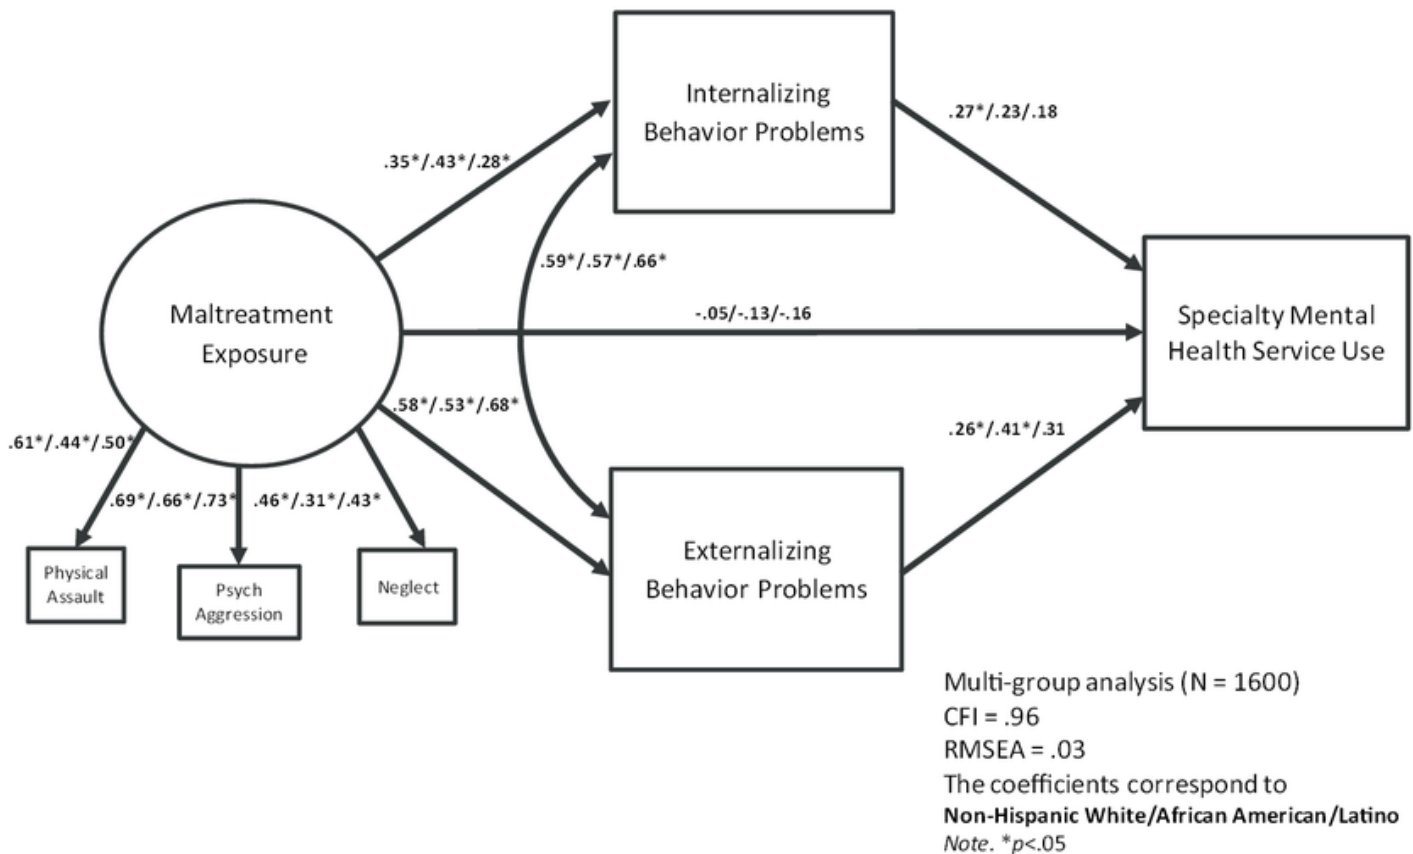 Internalizing
Behavior Problems
.27*/.23/.18
.35*/.43*/.28*
.59*/.57*/.66*
Maltreatment
Exposure
-.05/-.13/-.16
Specialty Mental
Health Service Use
.58*/.53*/.68*
.26*/.41*/.31
.61*/.44*/.50*
.69*/.66*/.73*
.46*/.31*/.43*
Physical
Assault
Psych
Aggression
Neglect
Externalizing
Behavior Problems
Multi-group analysis (N = 1600)
CFI = .96
RMSEA = .03
The coefficients correspond to
Non-Hispanic White/African American/Latino
Note. *p<.05